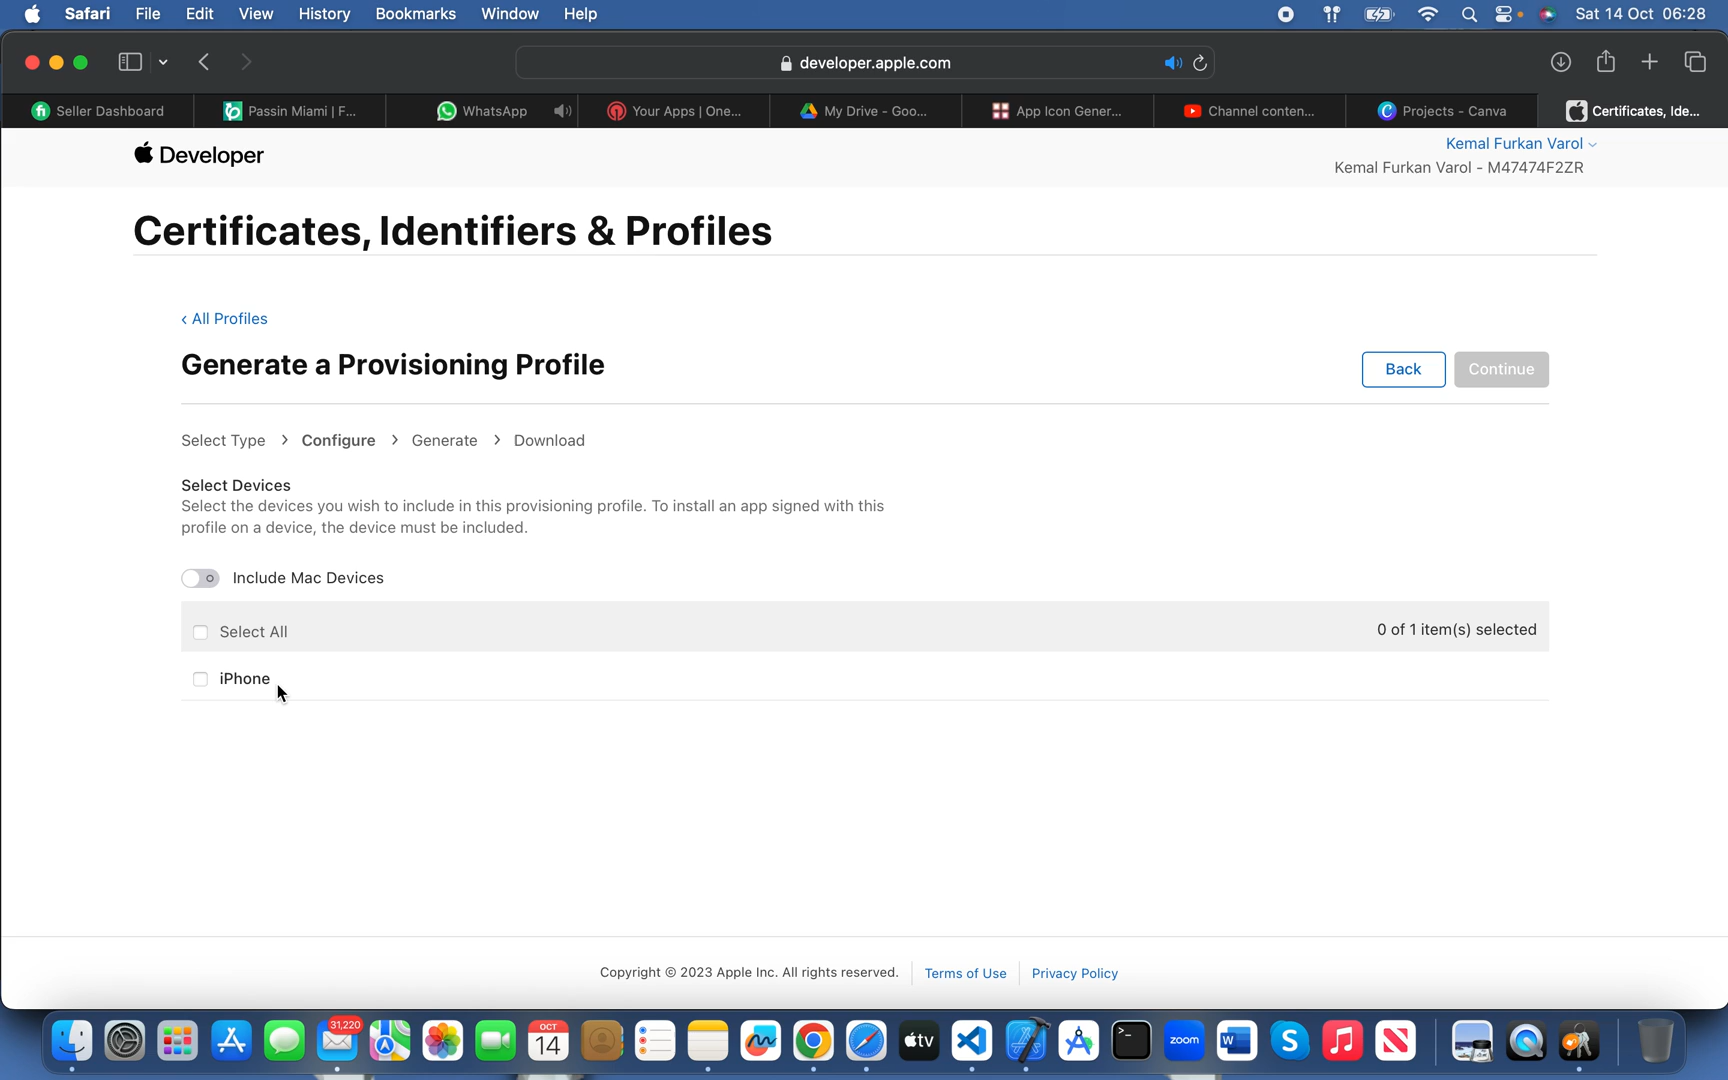 Safari File Edit View History Bookmarks Window Help Sat 14 Oct 06:28
developer.apple.com
Seller Dashboard Passin Miami | F... WhatsApp Your Apps | One... My Drive - Goo... App Icon Gener... Channel conten... Projects - Canva Certificates, Ide...
Developer
Kemal Furkan Varol
Kemal Furkan Varol - M47474F2ZR
Certificates, Identifiers & Profiles
‹ All Profiles
Generate a Provisioning Profile
Back Continue
Select Type > Configure > Generate > Download
Select Devices
Select the devices you wish to include in this provisioning profile. To install an app signed with this
profile on a device, the device must be included.
Include Mac Devices
Select All 0 of 1 item(s) selected
iPhone
Copyright © 2023 Apple Inc. All rights reserved. Terms of Use Privacy Policy
31,220
OCT
14
tv
zoom
W
S